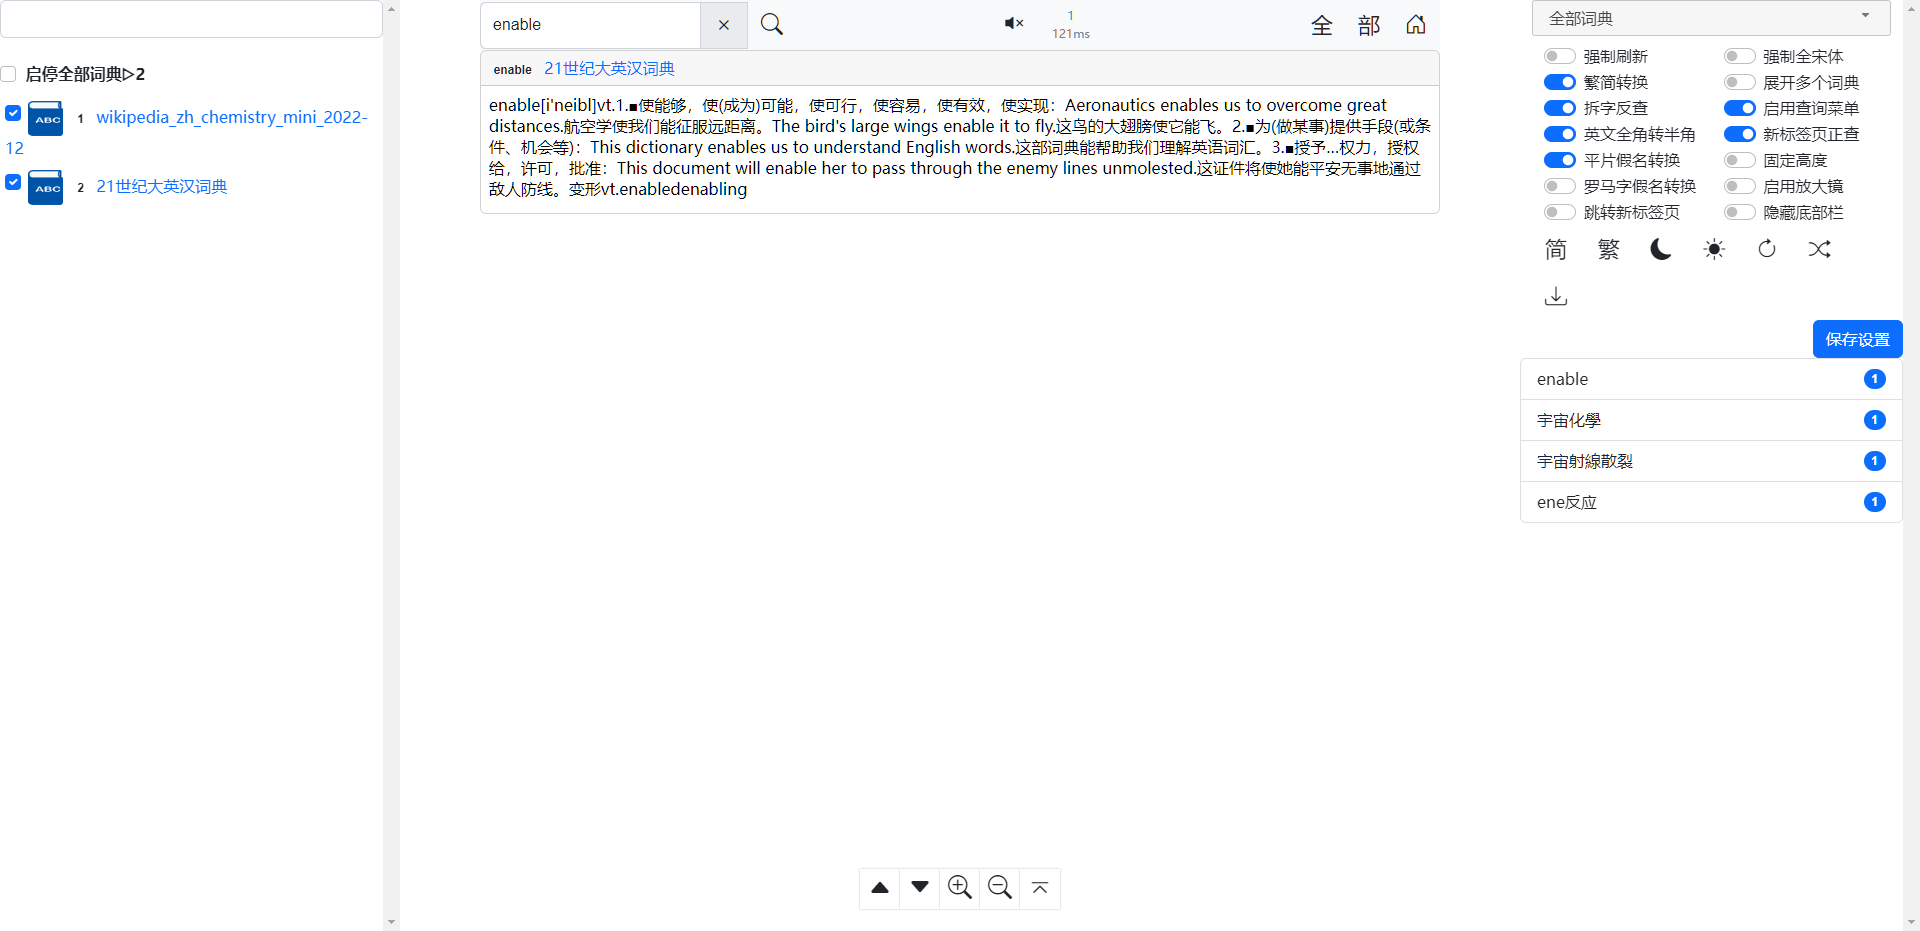 启停全部词典▷2
ABC 1 wikipedia_zh_chemistry_mini_2022-
12
ABC 2 21世纪大英汉词典
enable ×
1
121ms
全 部
enable 21世纪大英汉词典
enable[i'neibl]vt.1.■使能够，使(成为)可能，使可行，使容易，使有效，使实现：Aeronautics enables us to overcome great
distances.航空学使我们能征服远距离。The bird's large wings enable it to fly.这鸟的大翅膀使它能飞。2.■为(做某事)提供手段(或条
件、机会等)：This dictionary enables us to understand English words.这部词典能帮助我们理解英语词汇。3.■授予...权力，授权
给，许可，批准：This document will enable her to pass through the enemy lines unmolested.这证件将使她能平安无事地通过
敌人防线。变形vt.enabledenabling
全部词典
强制刷新 强制全宋体
繁简转换 展开多个词典
拆字反查 启用查询菜单
英文全角转半角 新标签页正查
平片假名转换 固定高度
罗马字假名转换 启用放大镜
跳转新标签页 隐藏底部栏
简 繁
保存设置
enable 1
宇宙化學 1
宇宙射線散裂 1
ene反应 1